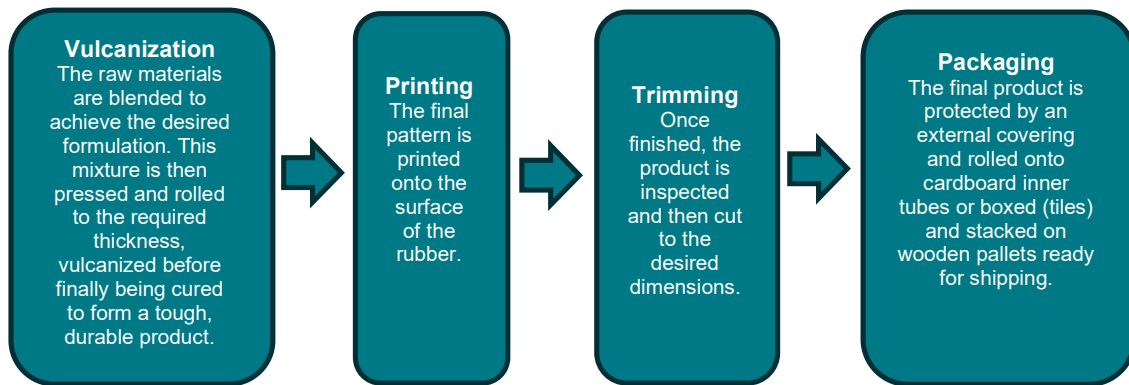 Vulcanization
The raw materials
are blended to
achieve the desired
formulation. This
mixture is then
pressed and rolled
to the required
thickness,
vulcanized before
finally being cured
to form a tough,
durable product.
Printing
The final
pattern is
printed
onto the
surface
of the
rubber.
Trimming
Once
finished, the
product is
inspected
and then cut
to the
desired
dimensions.
Packaging
The final product is
protected by an
external covering
and rolled onto
cardboard inner
tubes or boxed (tiles)
and stacked on
wooden pallets ready
for shipping.